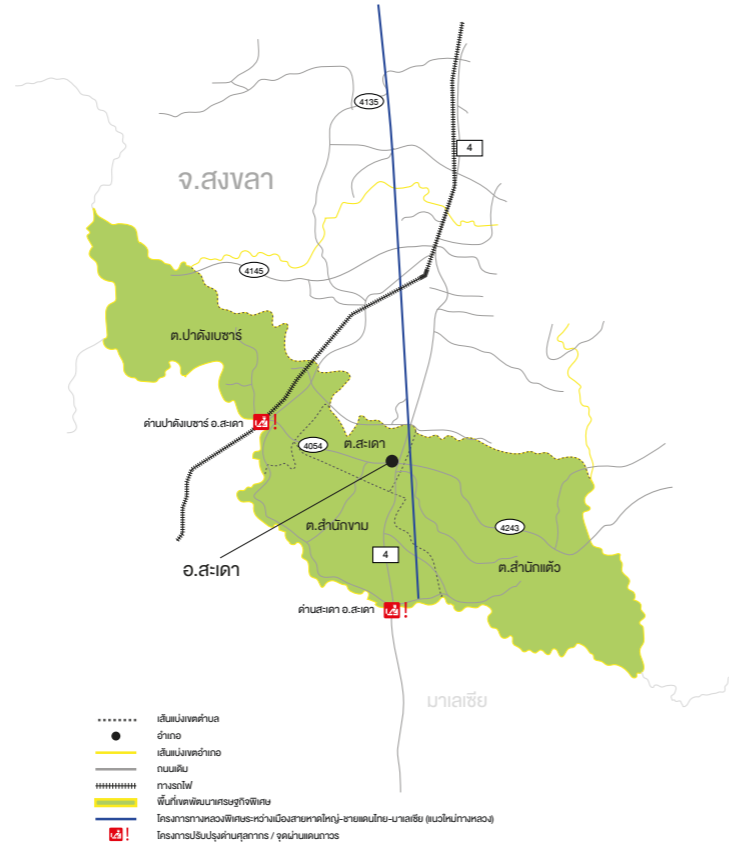 4135
4
จ.สงขลา
4145
ต.ปาดังเบซาร์
ด่านปาดังเบซาร์ อ.สะเดา
4054
ต.สะเดา
ต.สำนักขาม
4243
4
ต.สำนักแต้ว
อ.สะเดา
ด่านสะเดา อ.สะเดา
มาเลเซีย
เส้นแบ่งเขตตำบล
อำเภอ
เส้นแบ่งเขตอำเภอ
ถนนเดิม
ทางรถไฟ
พื้นที่เขตพัฒนาเศรษฐกิจพิเศษ
โครงการทางหลวงพิเศษระหว่างเมืองสายหาดใหญ่-ชายแดนไทย-มาเลเซีย (แนวใหม่ทางหลวง)
โครงการปรับปรุงด่านศุลกากร / จุดผ่านแดนถาวร